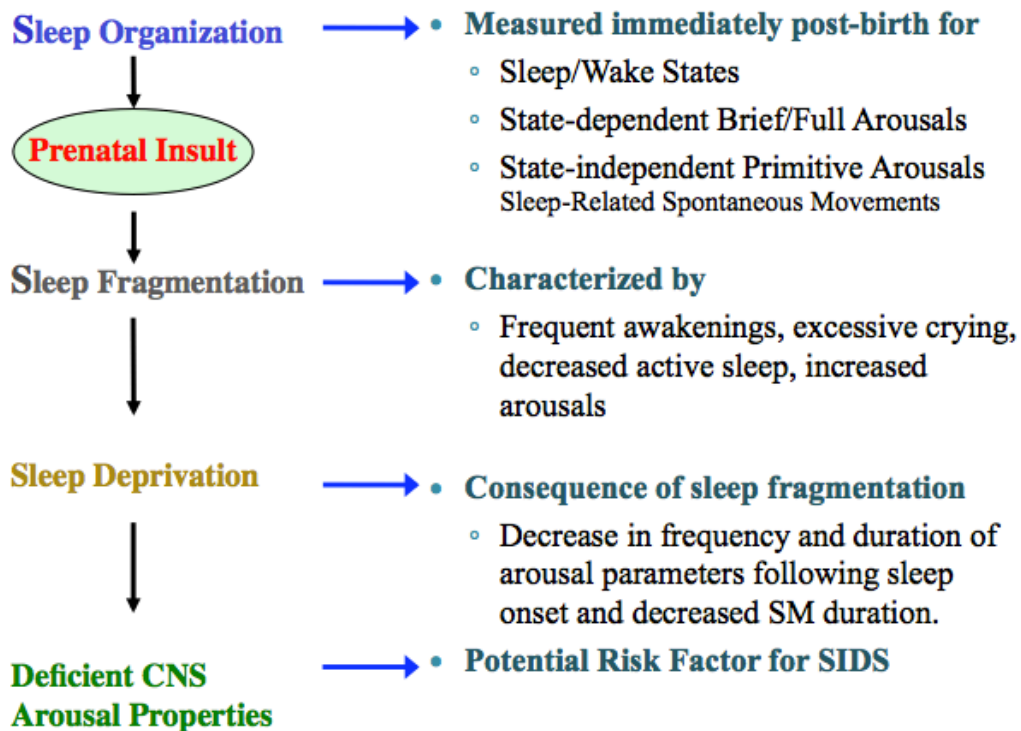 Sleep Organization
• Measured immediately post-birth for
◦ Sleep/Wake States
◦ State-dependent Brief/Full Arousals
◦ State-independent Primitive Arousals
Sleep-Related Spontaneous Movements
Prenatal Insult
Sleep Fragmentation
• Characterized by
◦ Frequent awakenings, excessive crying,
decreased active sleep, increased
arousals
Sleep Deprivation
• Consequence of sleep fragmentation
◦ Decrease in frequency and duration of
arousal parameters following sleep
onset and decreased SM duration.
Deficient CNS
Arousal Properties
• Potential Risk Factor for SIDS